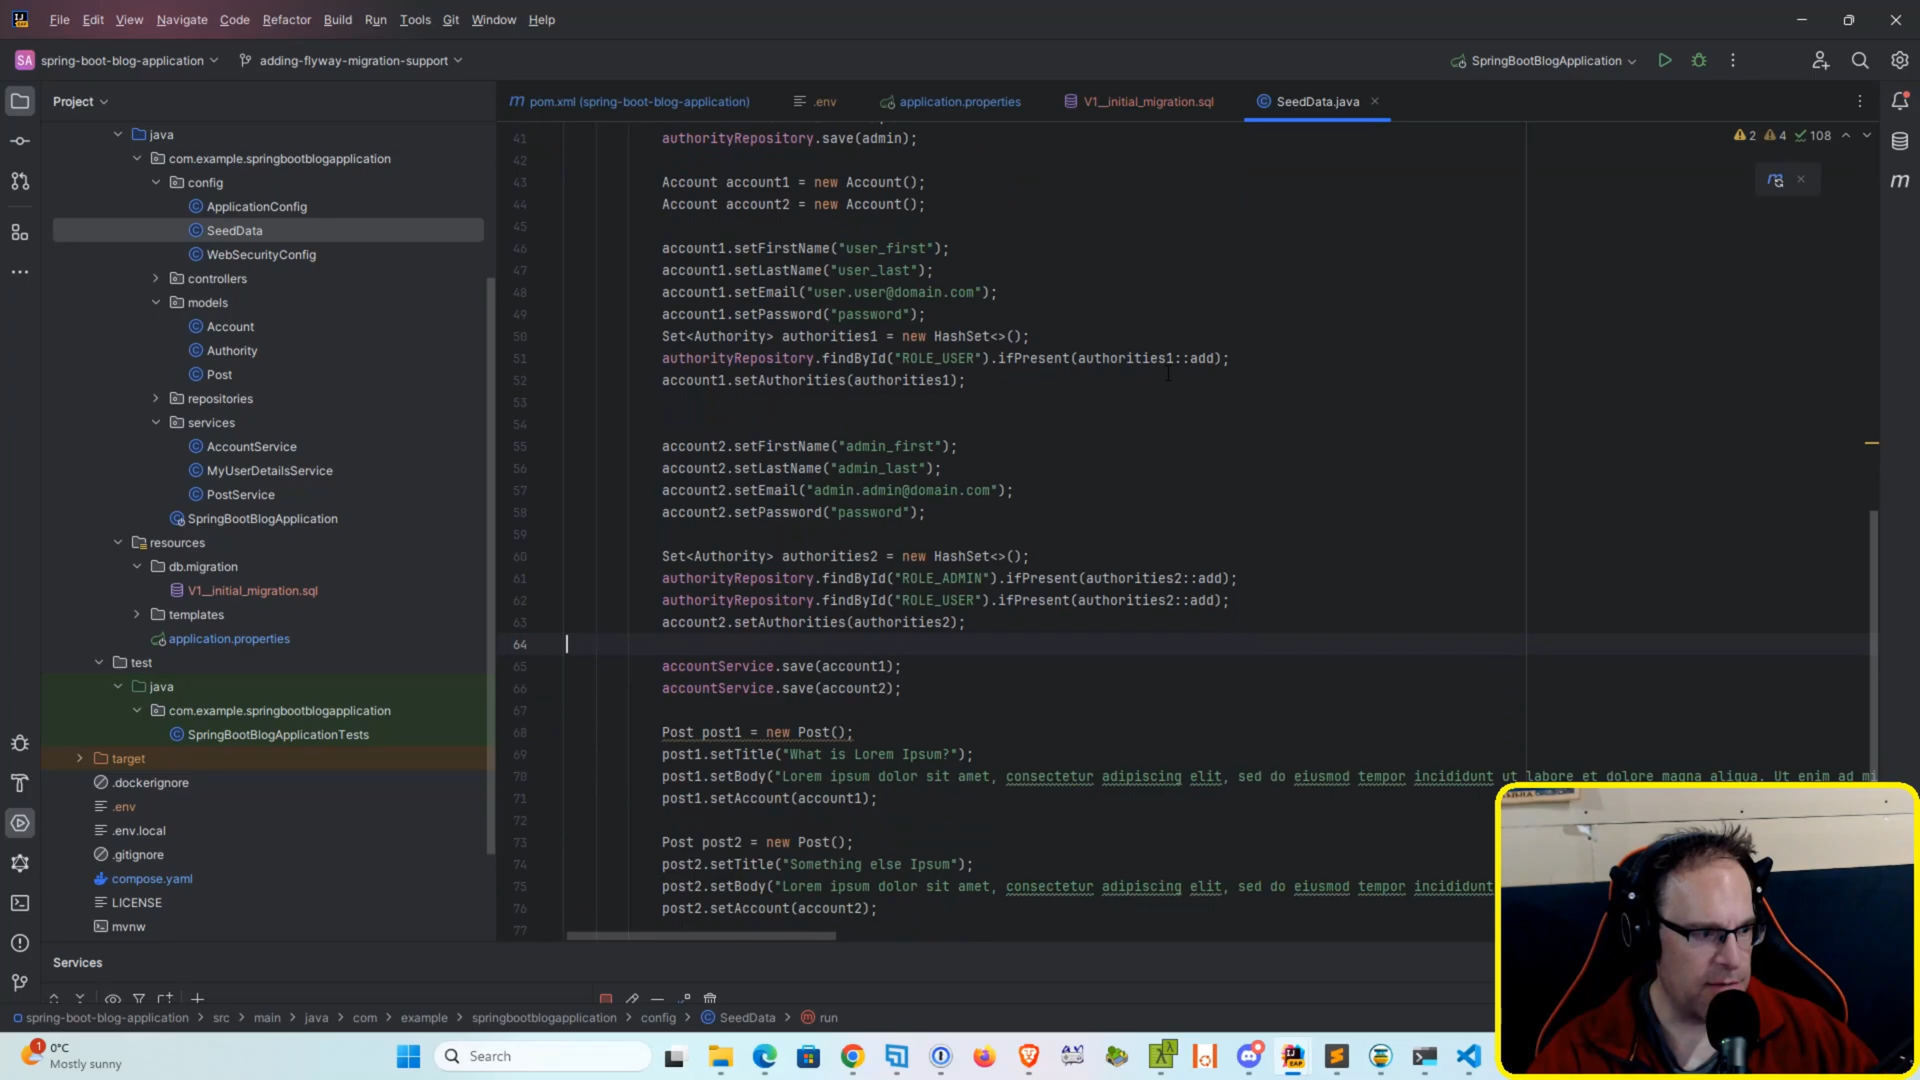 File Edit View Navigate Code Refactor Build Run Tools Git Window Help
SA spring-boot-blog-application adding-flyway-migration-support SpringBootBlogApplication
Project
pom.xml (spring-boot-blog-application) .env application.properties V1__initial_migration.sql SeedData.java
2 4 108
java
com.example.springbootblogapplication
config
ApplicationConfig
SeedData
WebSecurityConfig
controllers
models
Account
Authority
Post
repositories
services
AccountService
MyUserDetailsService
PostService
SpringBootBlogApplication
resources
db.migration
V1__initial_migration.sql
templates
application.properties
test
java
com.example.springbootblogapplication
SpringBootBlogApplicationTests
target
.dockerignore
.env
.env.local
.gitignore
compose.yaml
LICENSE
mvnw
41 authorityRepository.save(admin);
42
43 Account account1 = new Account();
44 Account account2 = new Account();
45
46 account1.setFirstName("user_first");
47 account1.setLastName("user_last");
48 account1.setEmail("user.user@domain.com");
49 account1.setPassword("password");
50 Set<Authority> authorities1 = new HashSet<>();
51 authorityRepository.findById("ROLE_USER").ifPresent(authorities1::add);
52 account1.setAuthorities(authorities1);
53
54
55 account2.setFirstName("admin_first");
56 account2.setLastName("admin_last");
57 account2.setEmail("admin.admin@domain.com");
58 account2.setPassword("password");
59
60 Set<Authority> authorities2 = new HashSet<>();
61 authorityRepository.findById("ROLE_ADMIN").ifPresent(authorities2::add);
62 authorityRepository.findById("ROLE_USER").ifPresent(authorities2::add);
63 account2.setAuthorities(authorities2);
64
65 accountService.save(account1);
66 accountService.save(account2);
67
68 Post post1 = new Post();
69 post1.setTitle("What is Lorem Ipsum?");
70 post1.setBody("Lorem ipsum dolor sit amet, consectetur adipiscing elit, sed do eiusmod tempor incididunt ut labore et dolore magna aliqua. Ut enim ad mi
71 post1.setAccount(account1);
72
73 Post post2 = new Post();
74 post2.setTitle("Something else Ipsum");
75 post2.setBody("Lorem ipsum dolor sit amet, consectetur adipiscing elit, sed do eiusmod tempor incididunt
76 post2.setAccount(account2);
77
Services
spring-boot-blog-application > src > main > java > com > example > springbootblogapplication > config > SeedData > run
1 0°C
Mostly sunny
Search